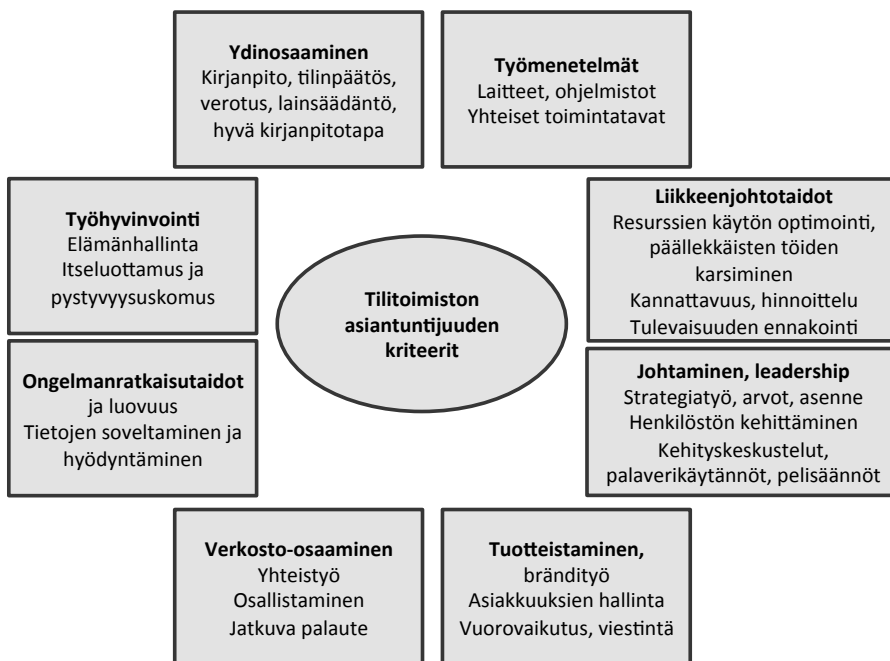 Ydinosaaminen
Kirjanpito, tilinpäätös,
verotus, lainsäädäntö,
hyvä kirjanpitotapa
Työmenetelmät
Laitteet, ohjelmistot
Yhteiset toimintatavat
Työhyvinvointi
Elämänhallinta
Itseluottamus ja
pystyvyysuskomus
Liikkeenjohtotaidot
Resurssien käytön optimointi,
päällekkäisten töiden
karsiminen
Kannattavuus, hinnoittelu
Tulevaisuuden ennakointi
Tilitoimiston
asiantuntijuuden
kriteerit
Ongelmanratkaisutaidot
ja luovuus
Tietojen soveltaminen ja
hyödyntäminen
Johtaminen, leadership
Strategiatyö, arvot, asenne
Henkilöstön kehittäminen
Kehityskeskustelut,
palaverikäytännöt, pelisäännöt
Verkosto-osaaminen
Yhteistyö
Osallistaminen
Jatkuva palaute
Tuotteistaminen,
brändityö
Asiakkuuksien hallinta
Vuorovaikutus, viestintä